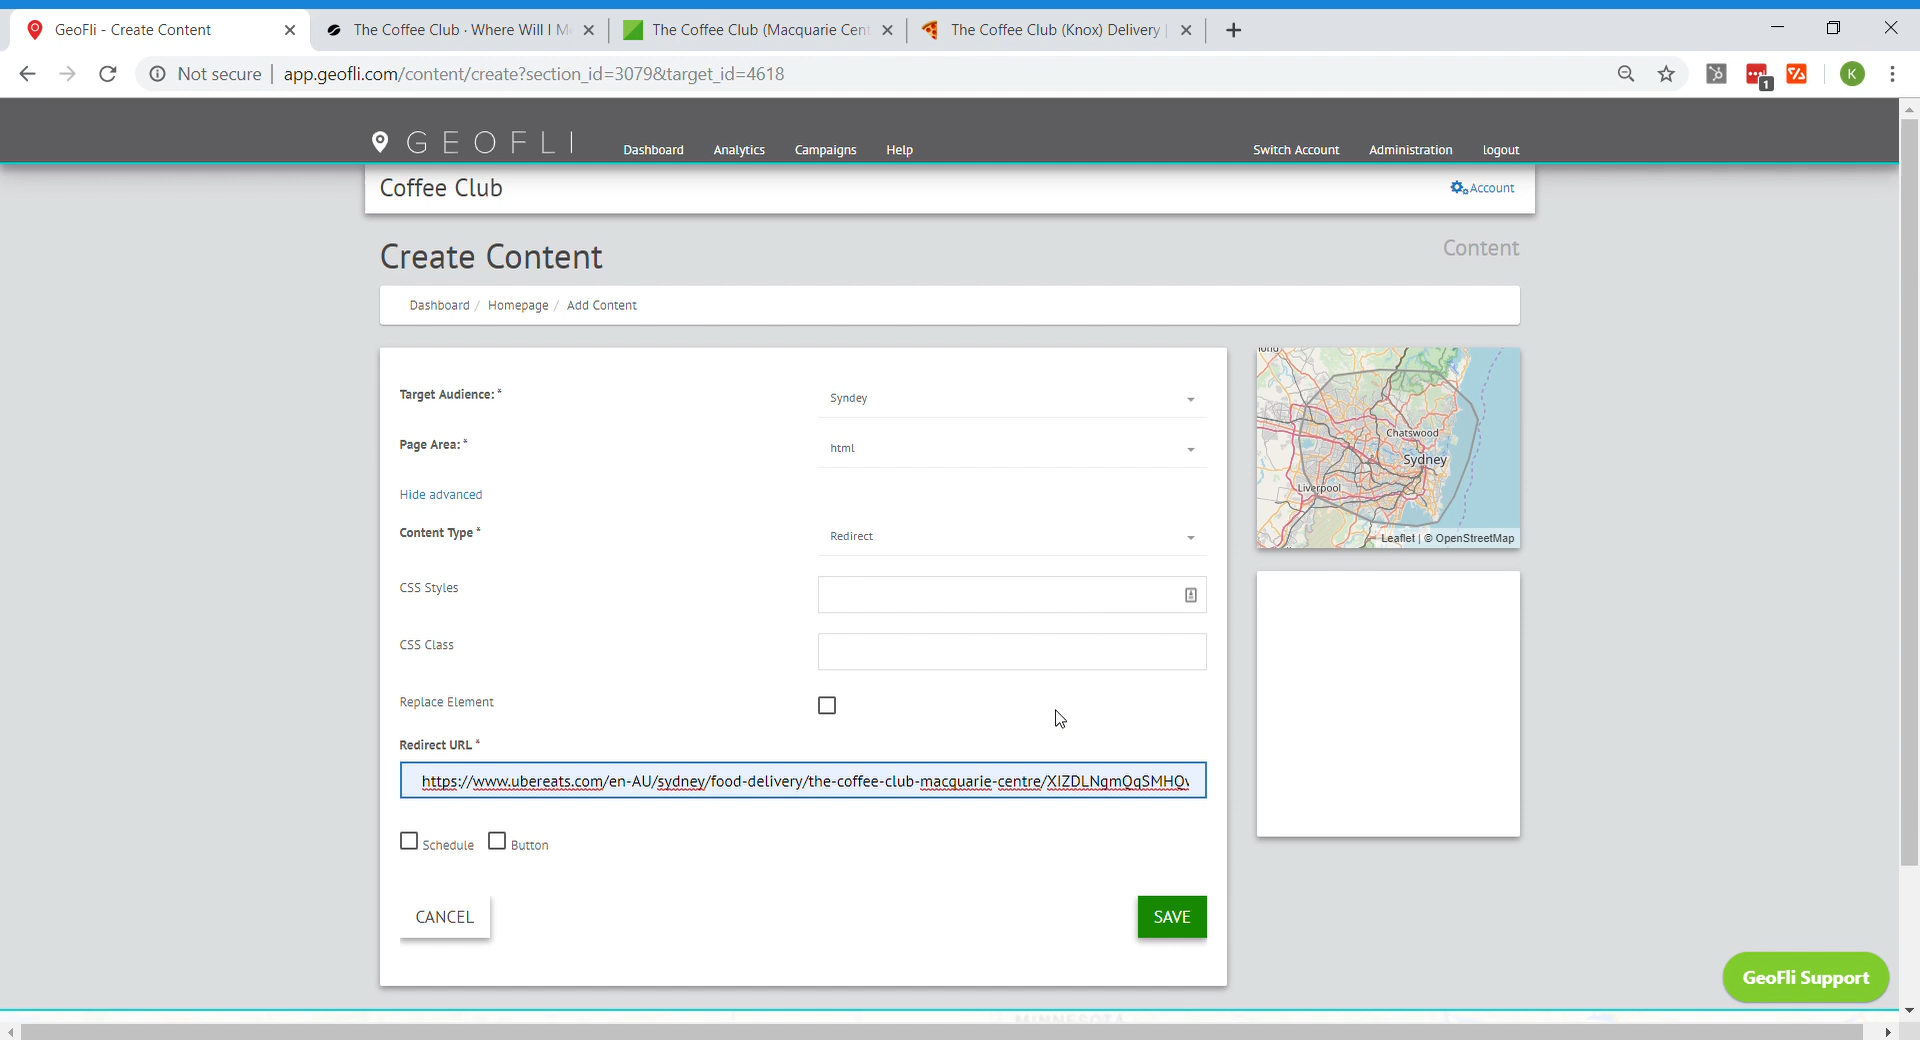 GeoFli - Create Content
The Coffee Club · Where Will I M
The Coffee Club (Macquarie Cent
The Coffee Club (Knox) Delivery |
Not secure
app.geofli.com/content/create?section_id=3079&target_id=4618
1
K
GEOFLI
Dashboard
Analytics
Campaigns
Help
Switch Account
Administration
logout
Coffee Club
Account
Create Content
Content
Dashboard / Homepage / Add Content
Target Audience: *
Syndey
Page Area: *
html
Hide advanced
Content Type *
Redirect
CSS Styles
CSS Class
Replace Element
Redirect URL *
https://www.ubereats.com/en-AU/sydney/food-delivery/the-coffee-club-macquarie-centre/XIZDLNgmQqSMHQ
Schedule
Button
CANCEL
SAVE
Chatswood
Sydney
Liverpool
Leaflet | © OpenStreetMap
GeoFli Support